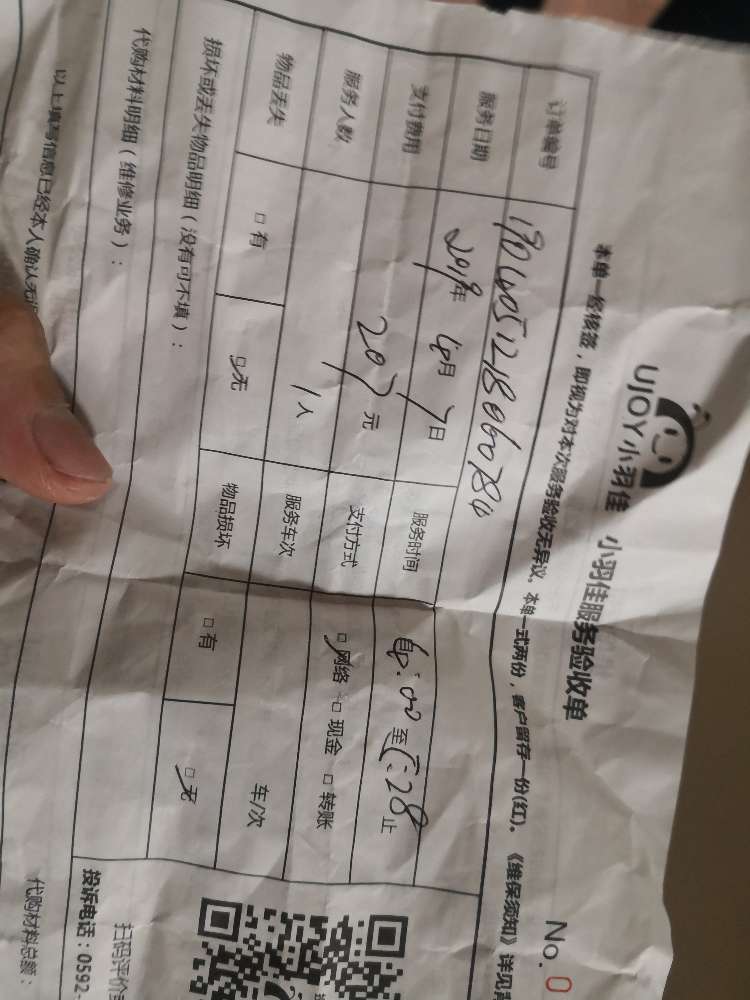 UJOY小羽佳 小羽佳服务验收单
No. 0
本单一经核签，即视为对本次服务验收无异议。本单一式两份，客户留存一份(红)。《维保须知》详见
订单编号
服务日期 2019年 4月 7日 服务时间
支付费用 207元 支付方式 □网络 □现金 □转账
服务人数 1人 服务车次 车/次
物品丢失 □有 □无 物品损坏 □有 □无
损坏或丢失物品明细（没有可不填）：
代购材料明细（维修业务）：
代购材料总额：
以上填写信息已经本人确认无
扫码评价
投诉电话：0592-